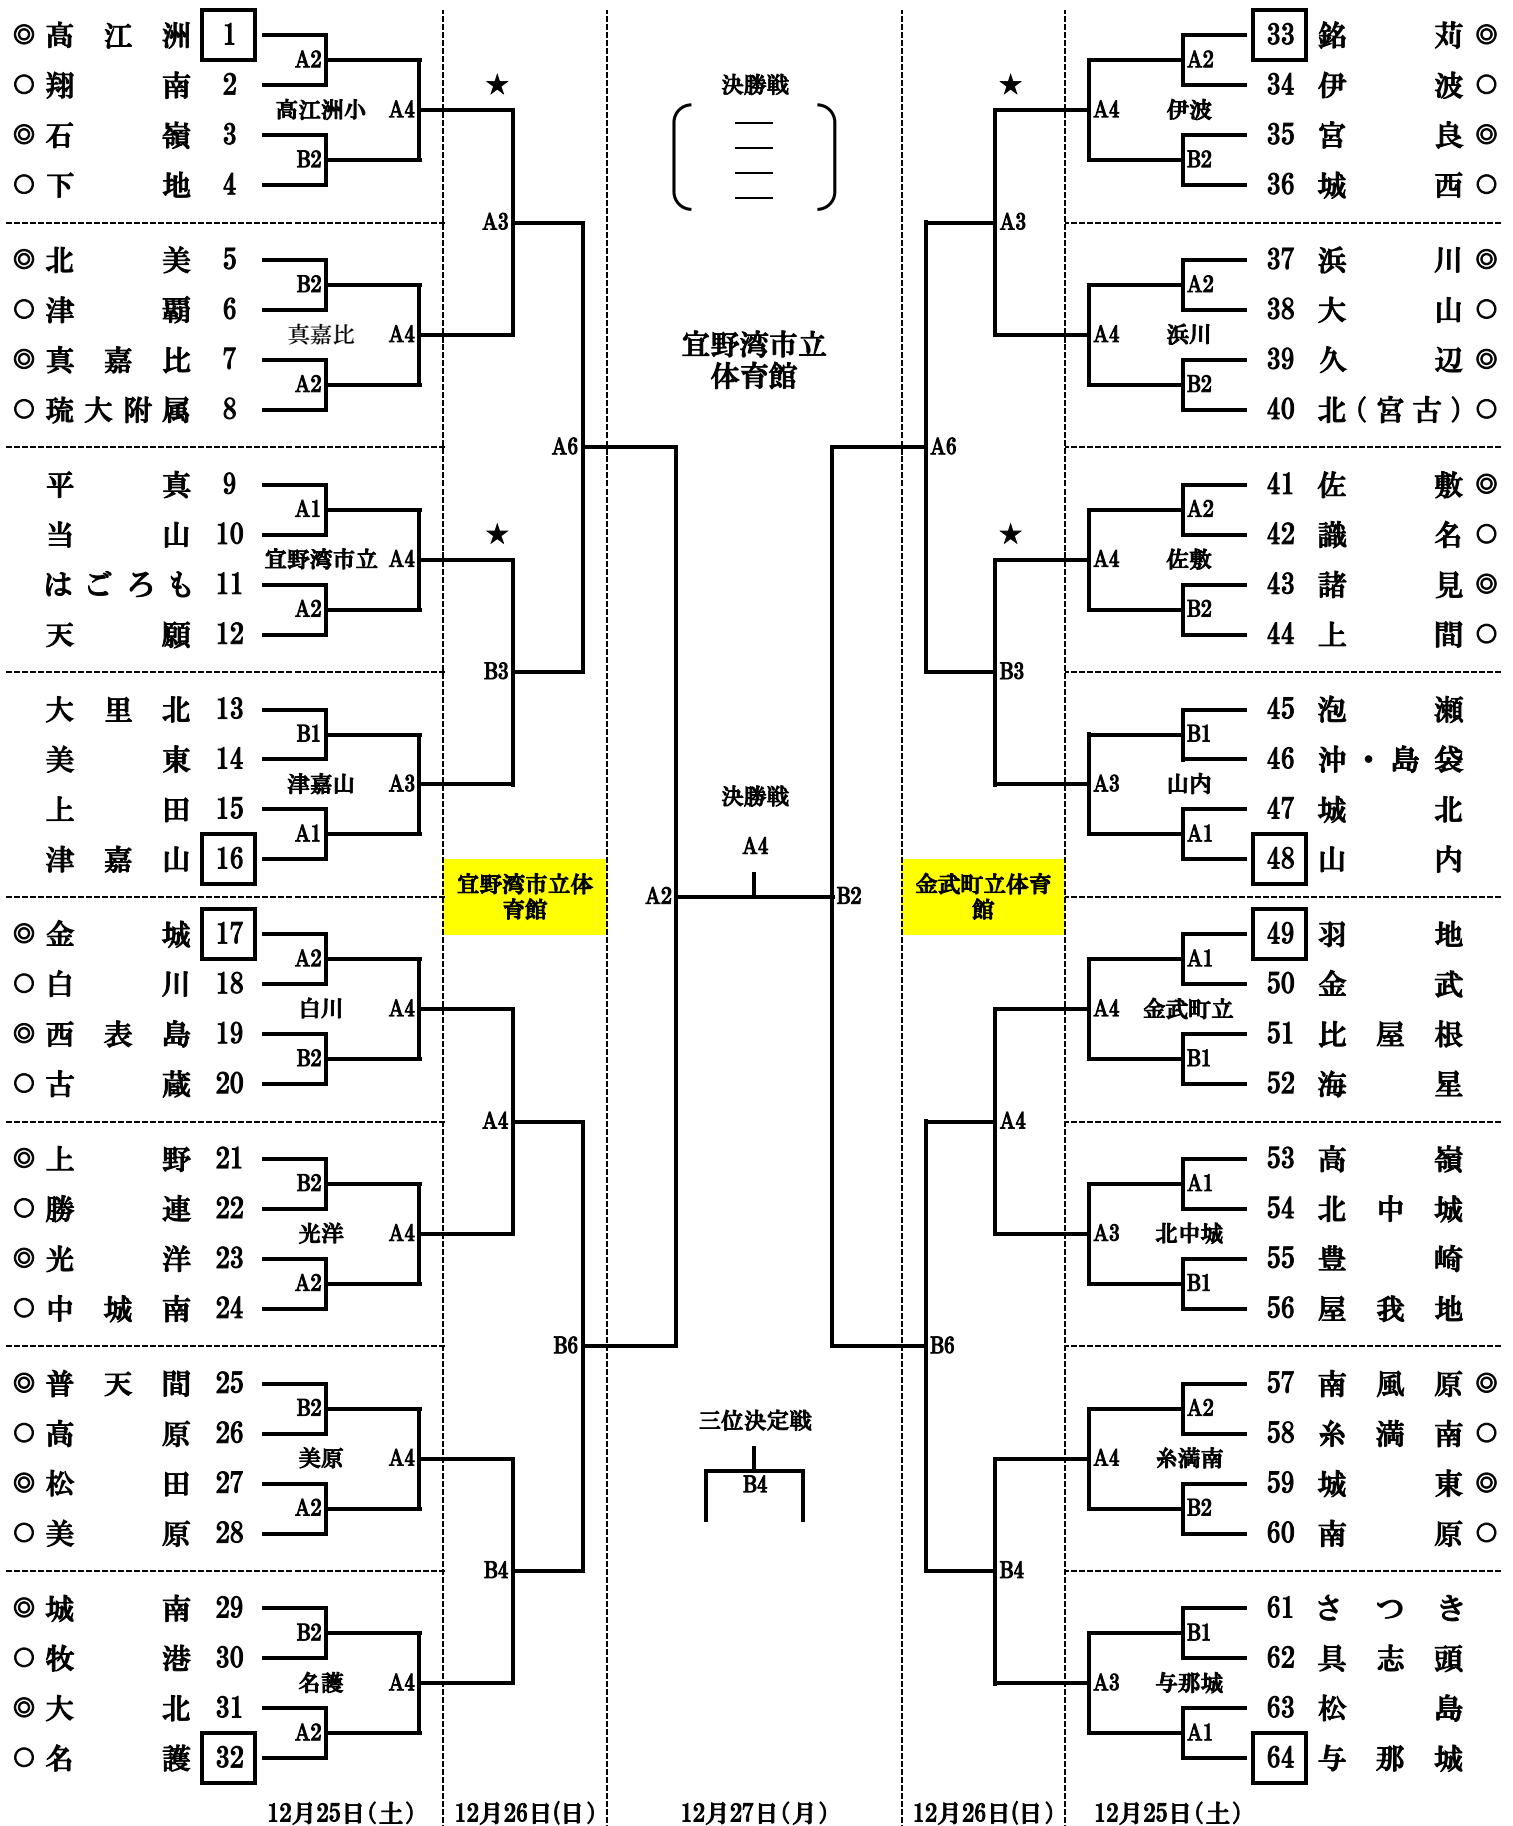 ◎ 髙 江 洲 1
○ 翔 南 2
◎ 石 嶺 3
○ 下 地 4
A2
高江洲小 A4
B2
◎ 北 美 5
○ 津 覇 6
◎ 真 嘉 比 7
○ 琉 大 附 属 8
B2
真嘉比 A4
A2
平 真 9
当 山 10
は ご ろ も 11
天 願 12
A1
宜野湾市立 A4
A2
大 里 北 13
美 東 14
上 田 15
津 嘉 山 16
B1
津嘉山 A3
A1
◎ 金 城 17
○ 白 川 18
◎ 西 表 島 19
○ 古 蔵 20
A2
白川 A4
B2
◎ 上 野 21
○ 勝 連 22
◎ 光 洋 23
○ 中 城 南 24
B2
光洋 A4
A2
◎ 普 天 間 25
○ 高 原 26
◎ 松 田 27
○ 美 原 28
B2
美原 A4
A2
◎ 城 南 29
○ 牧 港 30
◎ 大 北 31
○ 名 護 32
B2
名護 A4
A2
12月25日(土)
★
A3
★
B3
A6
宜野湾市立体
育館
A4
B4
B6
12月26日(日)
決勝戦
宜野湾市立
体育館
決勝戦
A4
A2
B2
三位決定戦
B4
12月27日(月)
★
A3
★
B3
A6
金武町立体育
館
A4
B4
B6
12月26日(日)
33 銘 苅 ◎
34 伊 波 ○
35 宮 良 ◎
36 城 西 ○
A2
A4 伊波
B2
37 浜 川 ◎
38 大 山 ○
39 久 辺 ◎
40 北(宮古) ○
A2
A4 浜川
B2
41 佐 敷 ◎
42 識 名 ○
43 諸 見 ◎
44 上 間 ○
A2
A4 佐敷
B2
45 泡 瀬
46 沖・島 袋
47 城 北
48 山 内
B1
A3 山内
A1
49 羽 地
50 金 武
51 比 屋 根
52 海 星
A1
A4 金武町立
B1
53 高 嶺
54 北 中 城
55 豊 崎
56 屋 我 地
A1
A3 北中城
B1
57 南 風 原 ◎
58 糸 満 南 ○
59 城 東 ◎
60 南 原 ○
A2
A4 糸満南
B2
61 さ つ き
62 具 志 頭
63 松 島
64 与 那 城
B1
A3 与那城
A1
12月25日(土)